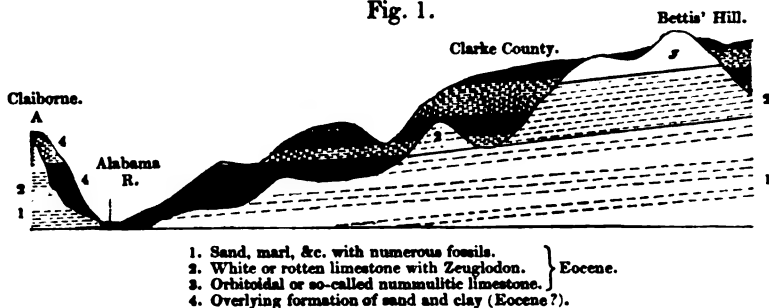 Fig. 1.
Bettis' Hill.
Clarke County.
3
Claiborne.
A
4
Alabama
R.
4
2
2
2
1
1
1. Sand, marl, &c. with numerous fossils.
2. White or rotten limestone with Zeuglodon.
3. Orbitoidal or so-called nummulitic limestone.
} Eocene.
4. Overlying formation of sand and clay (Eocene?).